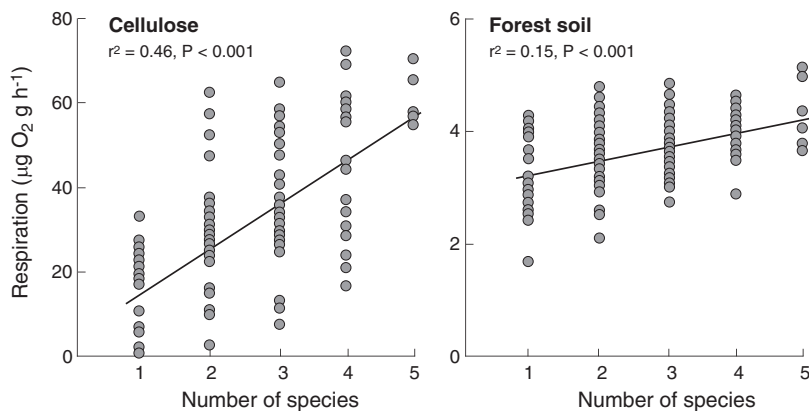 Cellulose
r² = 0.46, P < 0.001
80
60
40
20
0
Respiration (μg O₂ g h⁻¹)
1 2 3 4 5
Number of species
Forest soil
r² = 0.15, P < 0.001
6
4
2
0
1 2 3 4 5
Number of species